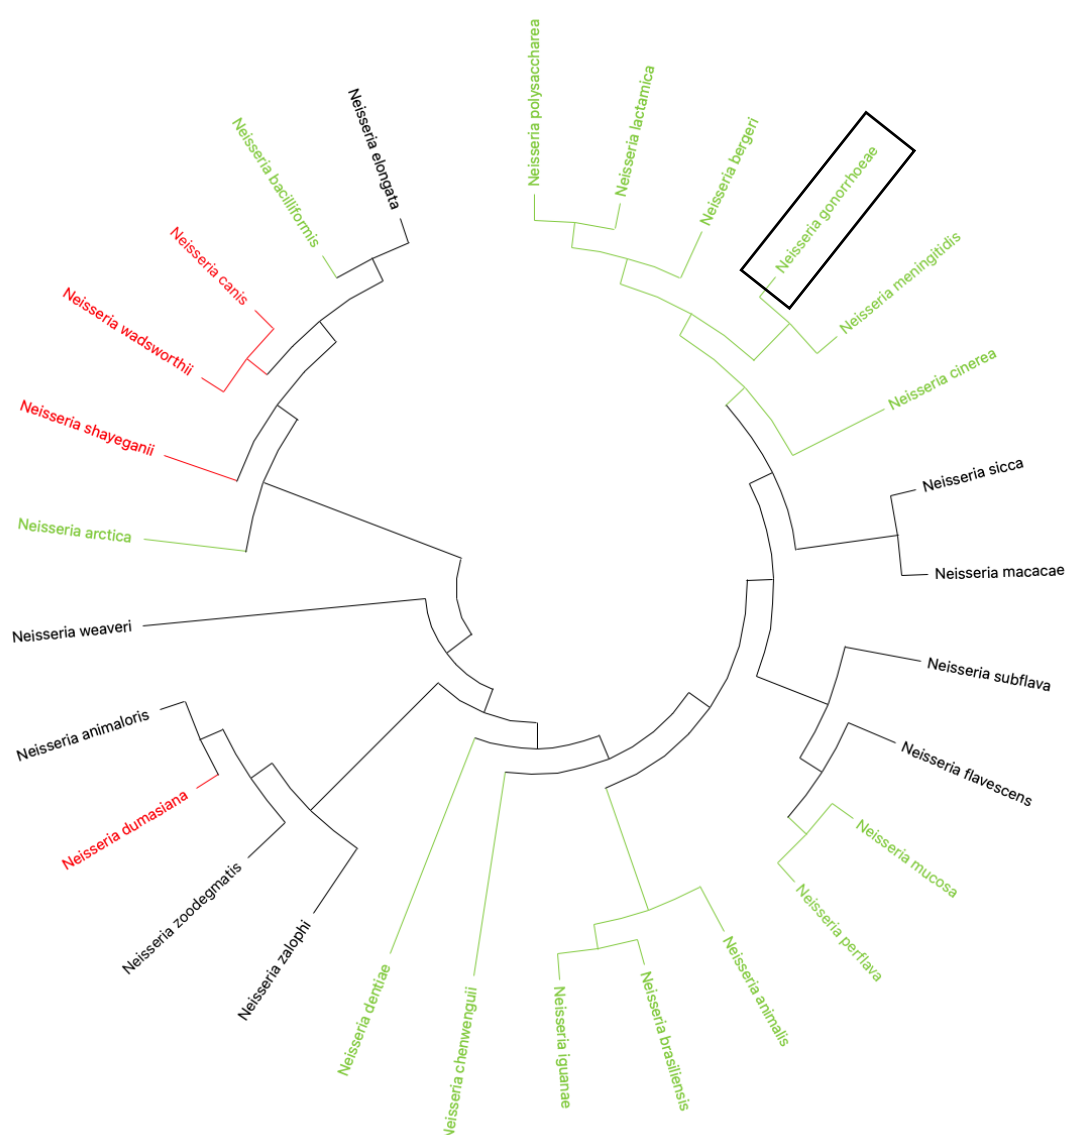 Neisseria polysaccharea
Neisseria lactamica
Neisseria bergeri
Neisseria gonorrhoeae
Neisseria meningitidis
Neisseria cinerea
Neisseria sicca
Neisseria macacae
Neisseria subflava
Neisseria flavescens
Neisseria mucosa
Neisseria perflava
Neisseria animalis
Neisseria brasiliensis
Neisseria iguanae
Neisseria chenwenguii
Neisseria dentiae
Neisseria zalophi
Neisseria zoodegmatis
Neisseria dumasiana
Neisseria animaloris
Neisseria weaveri
Neisseria arctica
Neisseria shayeganii
Neisseria wadsworthii
Neisseria canis
Neisseria bacilliformis
Neisseria elongata